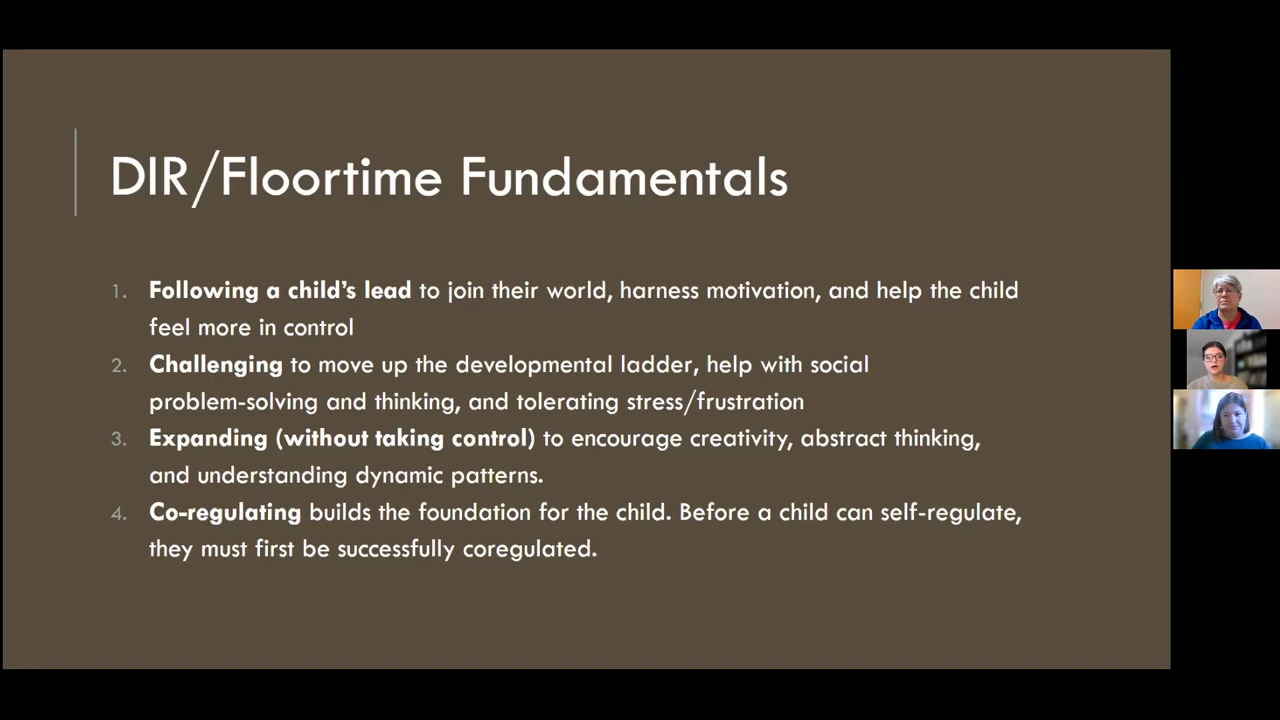 DIR/Floortime Fundamentals
1. Following a child’s lead to join their world, harness motivation, and help the child
feel more in control
2. Challenging to move up the developmental ladder, help with social
problem-solving and thinking, and tolerating stress/frustration
3. Expanding (without taking control) to encourage creativity, abstract thinking,
and understanding dynamic patterns.
4. Co-regulating builds the foundation for the child. Before a child can self-regulate,
they must first be successfully coregulated.